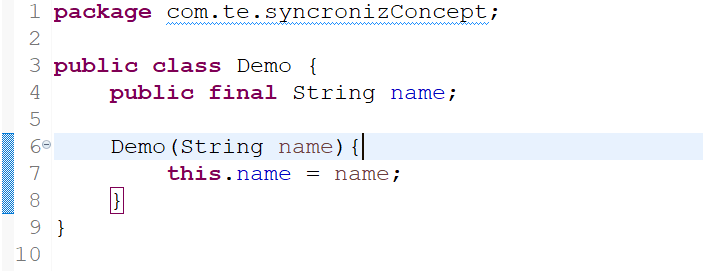 1 package com.te.syncronizConcept;
2
3 public class Demo {
4     public final String name;
5
6     Demo(String name){
7         this.name = name;
8     }
9 }
10